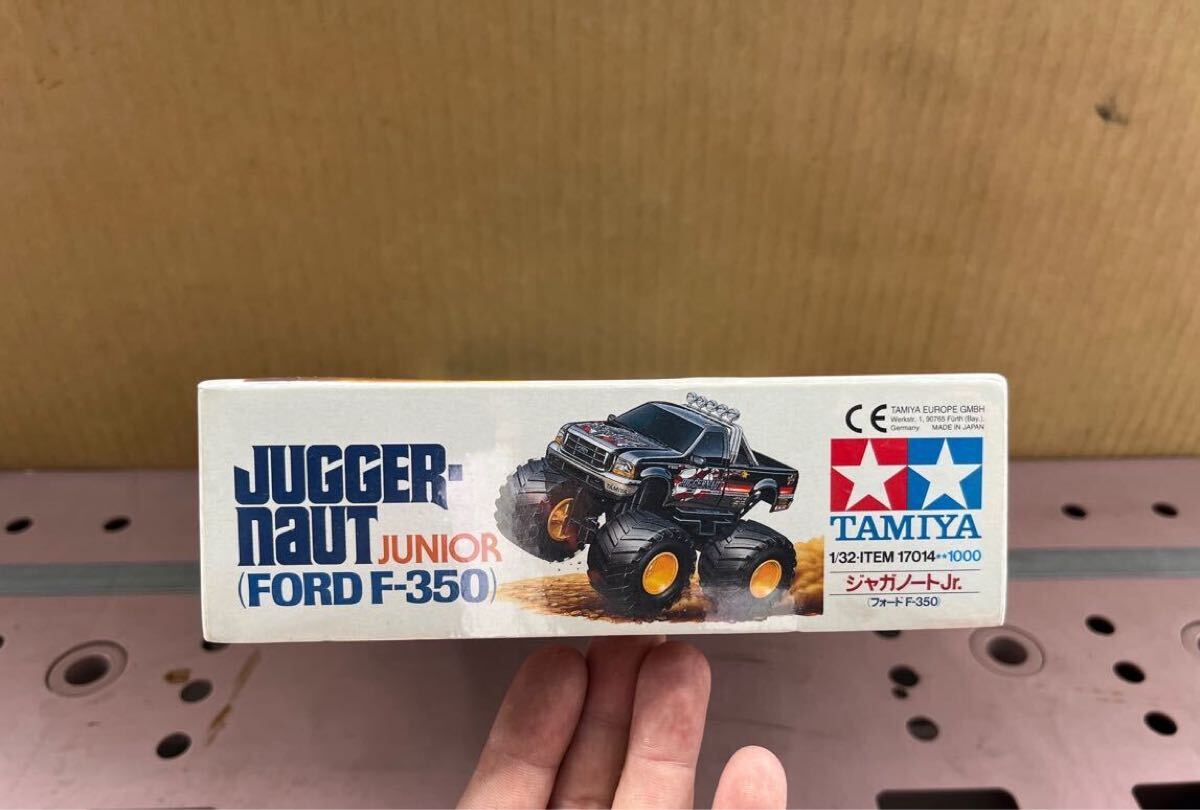 JUGGER-
NAUT JUNIOR
(FORD F-350)
CE TAMIYA EUROPE GMBH
Werkstr. 1, 90765 Fürth (Bay.),
Germany. MADE IN JAPAN
TAMIYA
1/32・ITEM 17014**1000
ジャガノートJr.
(フォードF-350)